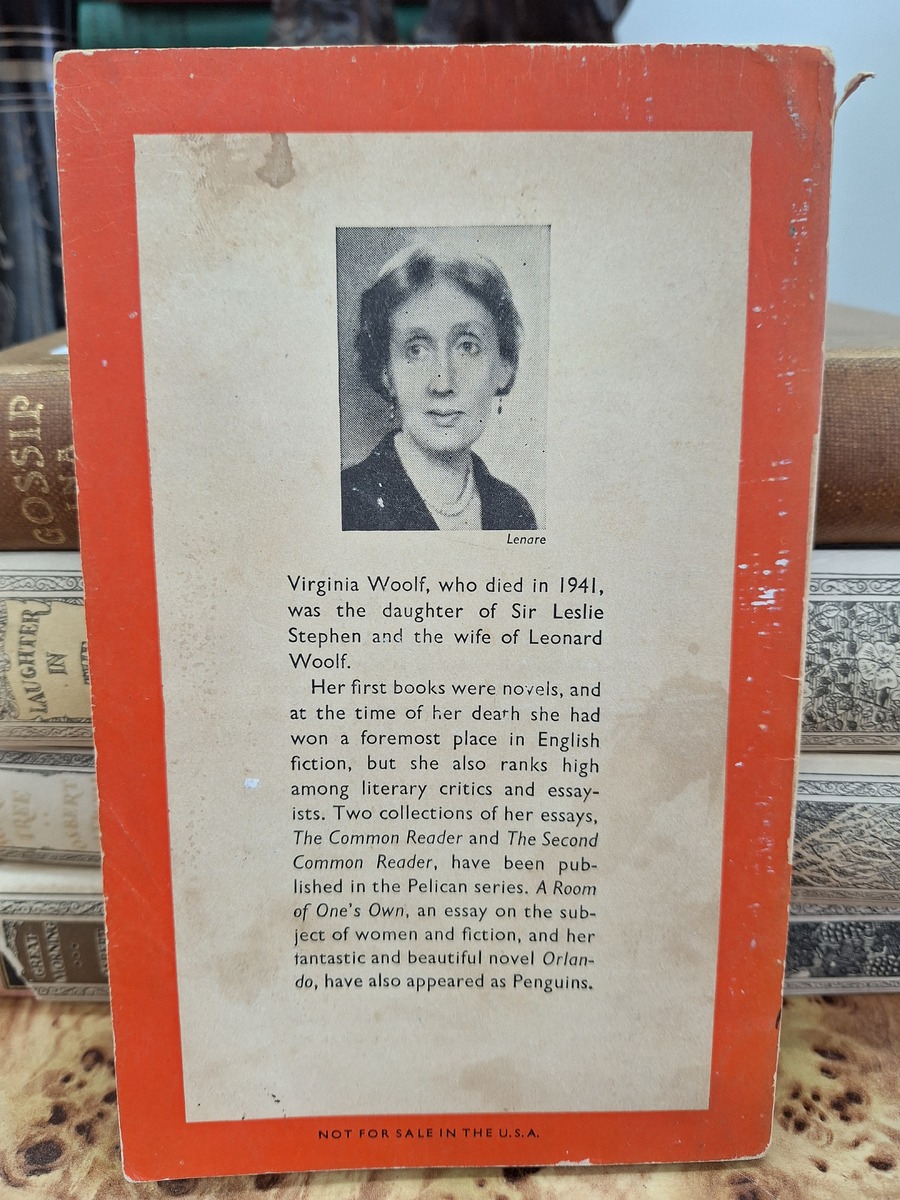 Lenare
Virginia Woolf, who died in 1941,
was the daughter of Sir Leslie
Stephen and the wife of Leonard
Woolf.
Her first books were novels, and
at the time of her death she had
won a foremost place in English
fiction, but she also ranks high
among literary critics and essay-
ists. Two collections of her essays,
The Common Reader and The Second
Common Reader, have been pub-
lished in the Pelican series. A Room
of One's Own, an essay on the sub-
ject of women and fiction, and her
fantastic and beautiful novel Orlan-
do, have also appeared as Penguins.
NOT FOR SALE IN THE U.S.A.
GOSSIP
LAUGHTER
IN
TREE
GREAT
MORNING